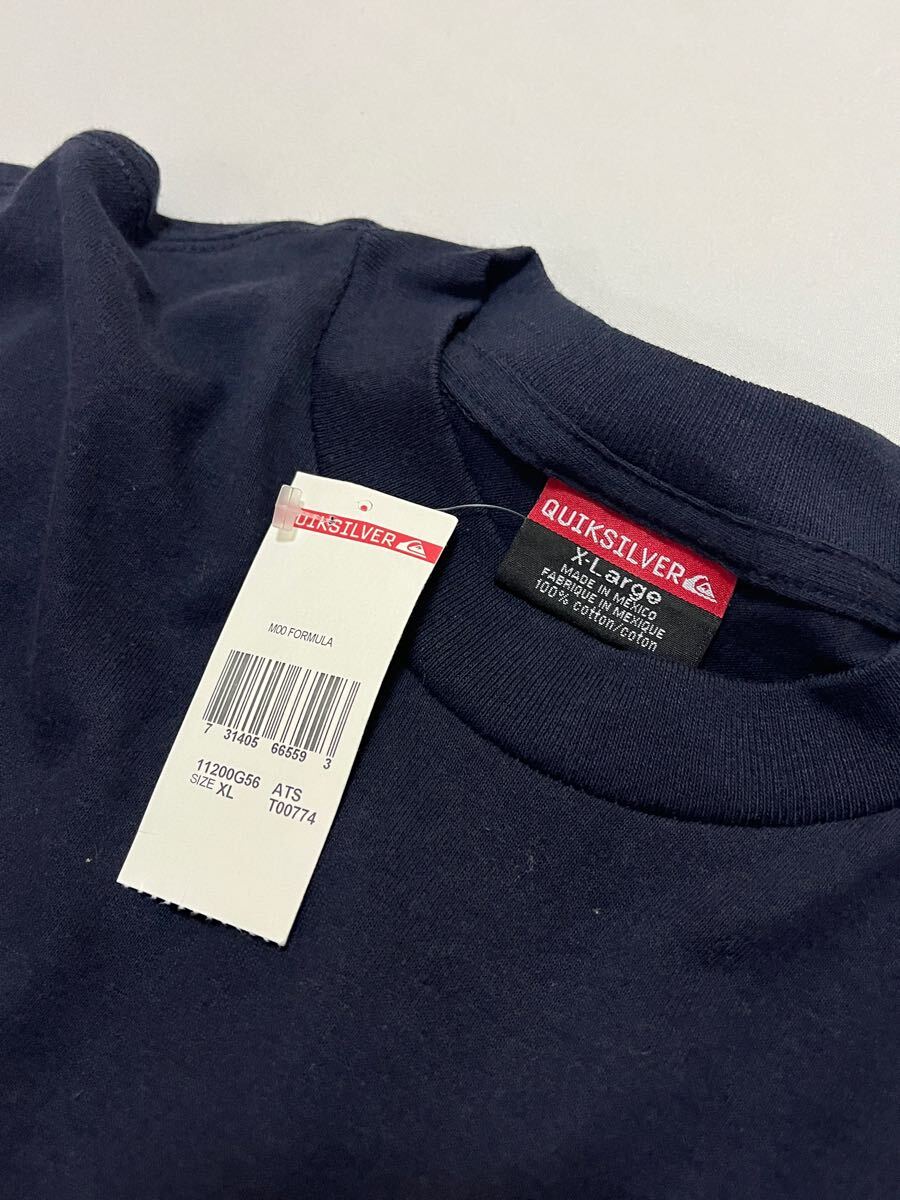 QUIKSILVER
M00 FORMULA
7 31405 66559 3
11200G56 ATS
SIZE XL T00774
QUIKSILVER
X-Large
MADE IN MEXICO
FABRIQUE IN MEXIQUE
100% cotton/coton